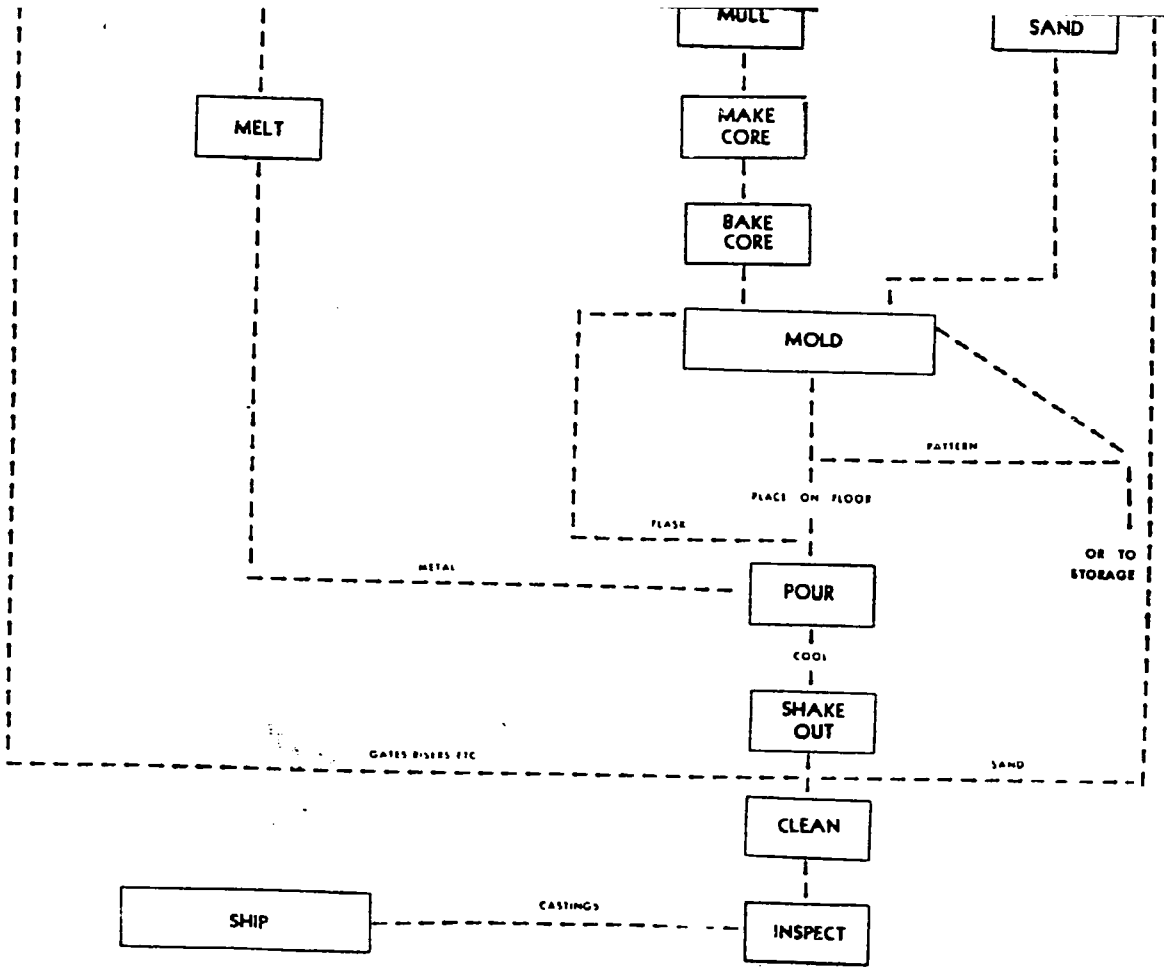 MULL
SAND
MELT
MAKE
CORE
BAKE
CORE
MOLD
PATTERN
PLACE ON FLOOR
FLASK
OR TO
STORAGE
METAL
POUR
COOL
SHAKE
OUT
GATES RISERS ETC
SAND
CLEAN
CASTINGS
SHIP
INSPECT